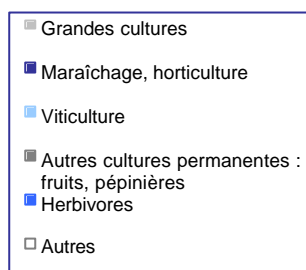 Grandes cultures
Maraîchage, horticulture
Viticulture
Autres cultures permanentes :
fruits, pépinières
Herbivores
Autres